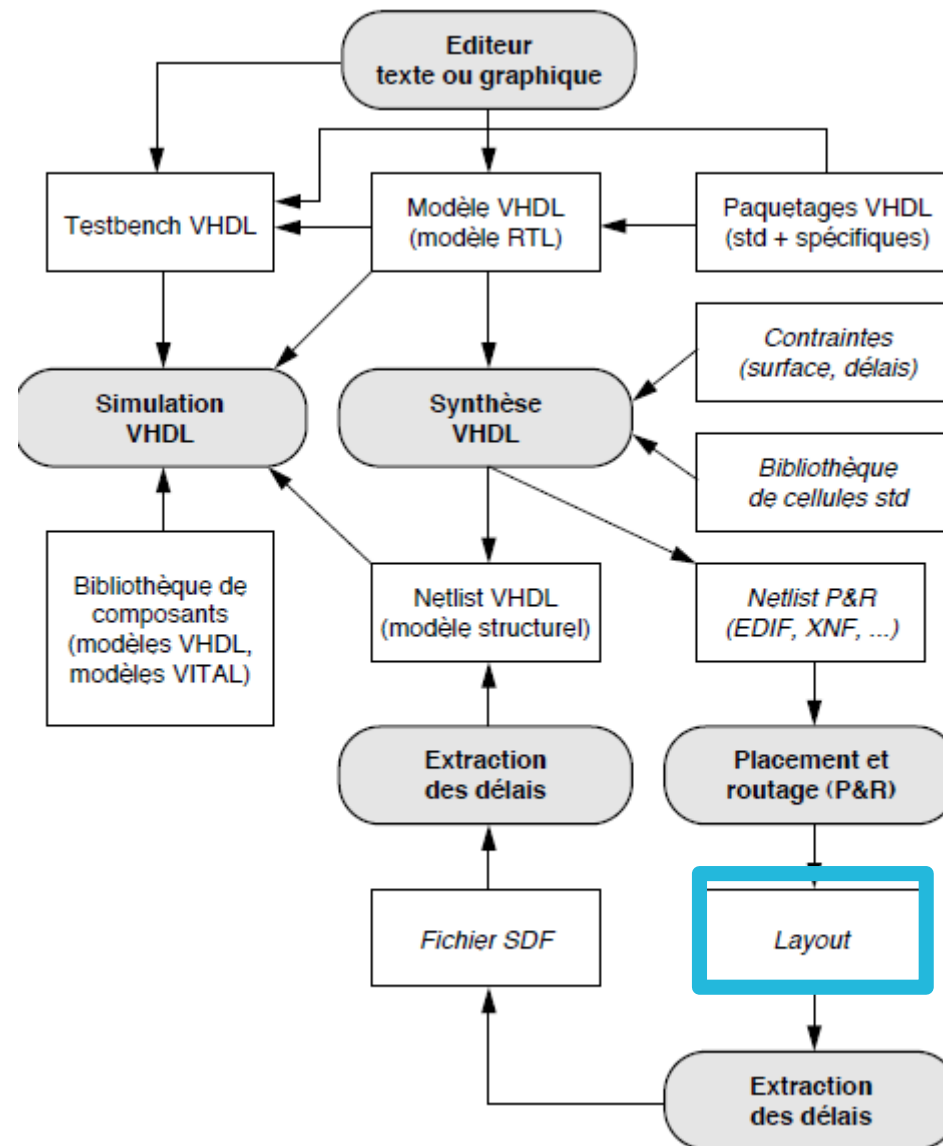 Editeur
texte ou graphique
Testbench VHDL
Modèle VHDL
(modèle RTL)
Paquetages VHDL
(std + spécifiques)
Contraintes
(surface, délais)
Simulation
VHDL
Synthèse
VHDL
Bibliothèque
de cellules std
Bibliothèque de
composants
(modèles VHDL,
modèles VITAL)
Netlist VHDL
(modèle structurel)
Netlist P&R
(EDIF, XNF, ...)
Extraction
des délais
Placement et
routage (P&R)
Fichier SDF
Layout
Extraction
des délais